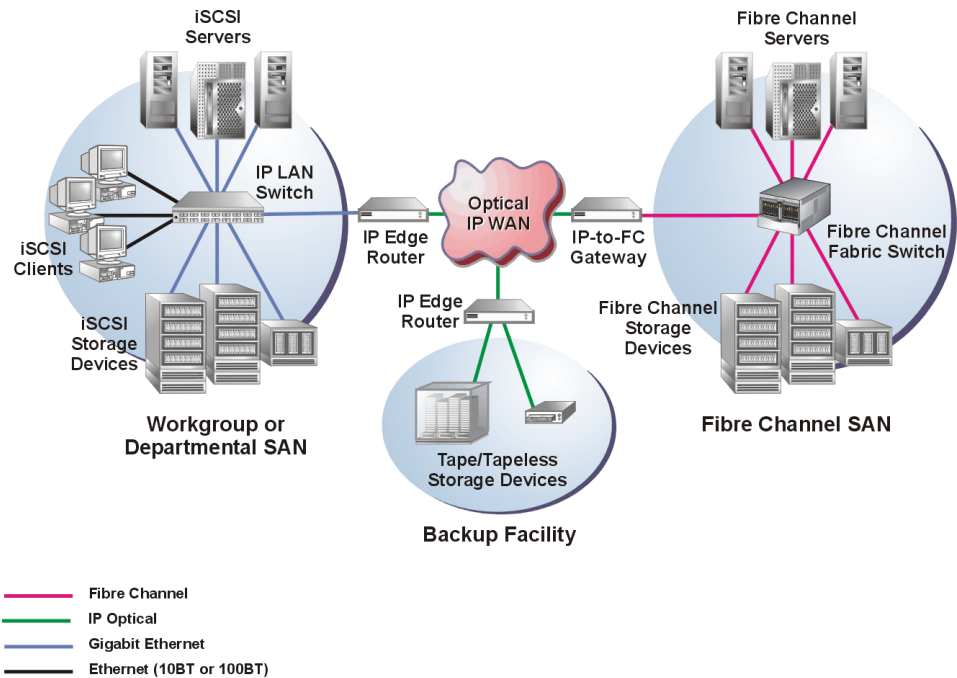 iSCSI
Servers
Fibre Channel
Servers
IP LAN
Switch
iSCSI
Clients
Optical
IP WAN
IP Edge
Router
IP-to-FC
Gateway
Fibre Channel
Fabric Switch
iSCSI
Storage
Devices
IP Edge
Router
Fibre Channel
Storage
Devices
Workgroup or
Departmental SAN
Fibre Channel SAN
Tape/Tapeless
Storage Devices
Backup Facility
Fibre Channel
IP Optical
Gigabit Ethernet
Ethernet (10BT or 100BT)